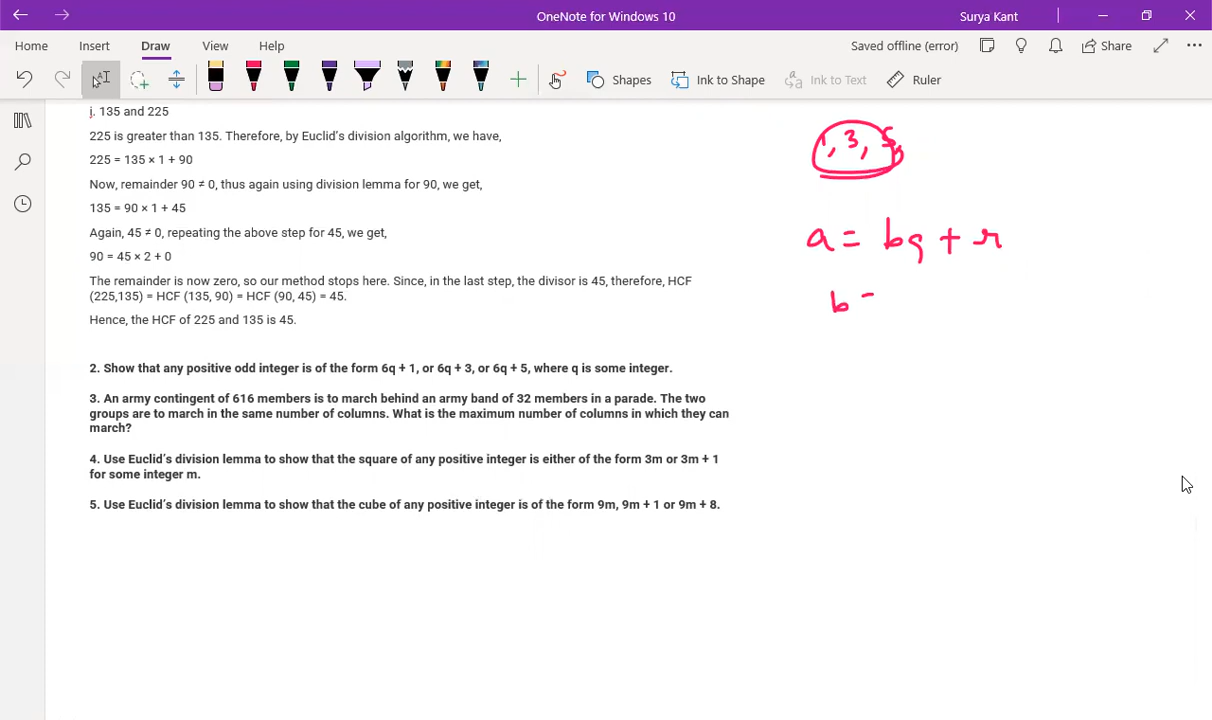 OneNote for Windows 10
Surya Kant
Home Insert Draw View Help
Saved offline (error)
Share
Shapes
Ink to Shape
Ink to Text
Ruler
j. 135 and 225
225 is greater than 135. Therefore, by Euclid's division algorithm, we have,
225 = 135 × 1 + 90
Now, remainder 90 ≠ 0, thus again using division lemma for 90, we get,
135 = 90 × 1 + 45
Again, 45 ≠ 0, repeating the above step for 45, we get,
90 = 45 × 2 + 0
The remainder is now zero, so our method stops here. Since, in the last step, the divisor is 45, therefore, HCF
(225,135) = HCF (135, 90) = HCF (90, 45) = 45.
Hence, the HCF of 225 and 135 is 45.
2. Show that any positive odd integer is of the form 6q + 1, or 6q + 3, or 6q + 5, where q is some integer.
3. An army contingent of 616 members is to march behind an army band of 32 members in a parade. The two
groups are to march in the same number of columns. What is the maximum number of columns in which they can
march?
4. Use Euclid's division lemma to show that the square of any positive integer is either of the form 3m or 3m + 1
for some integer m.
5. Use Euclid's division lemma to show that the cube of any positive integer is of the form 9m, 9m + 1 or 9m + 8.
1, 3, 5,
a = bq + r
b =